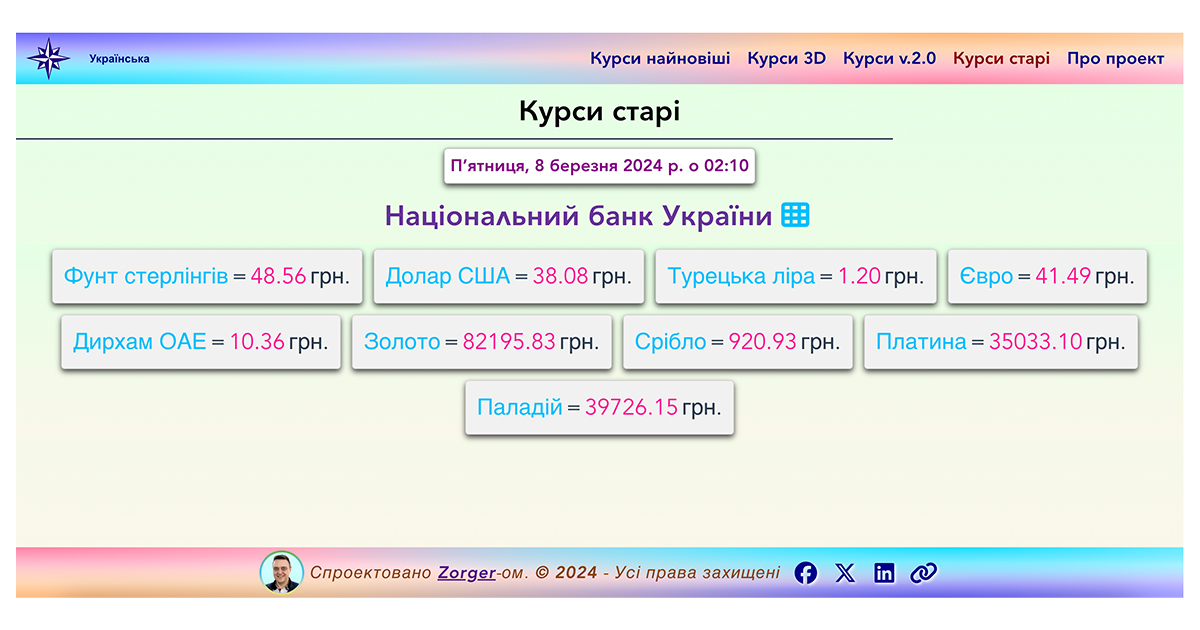 Українська Курси найновіші Курси 3D Курси v.2.0 Курси старі Про проект
Курси старі
П’ятниця, 8 березня 2024 р. о 02:10
Національний банк України
Фунт стерлінгів = 48.56 грн. Долар США = 38.08 грн. Турецька ліра = 1.20 грн. Євро = 41.49 грн.
Дирхам ОАЕ = 10.36 грн. Золото = 82195.83 грн. Срібло = 920.93 грн. Платина = 35033.10 грн.
Паладій = 39726.15 грн.
Спроектовано Zorger-ом. © 2024 - Усі права захищені